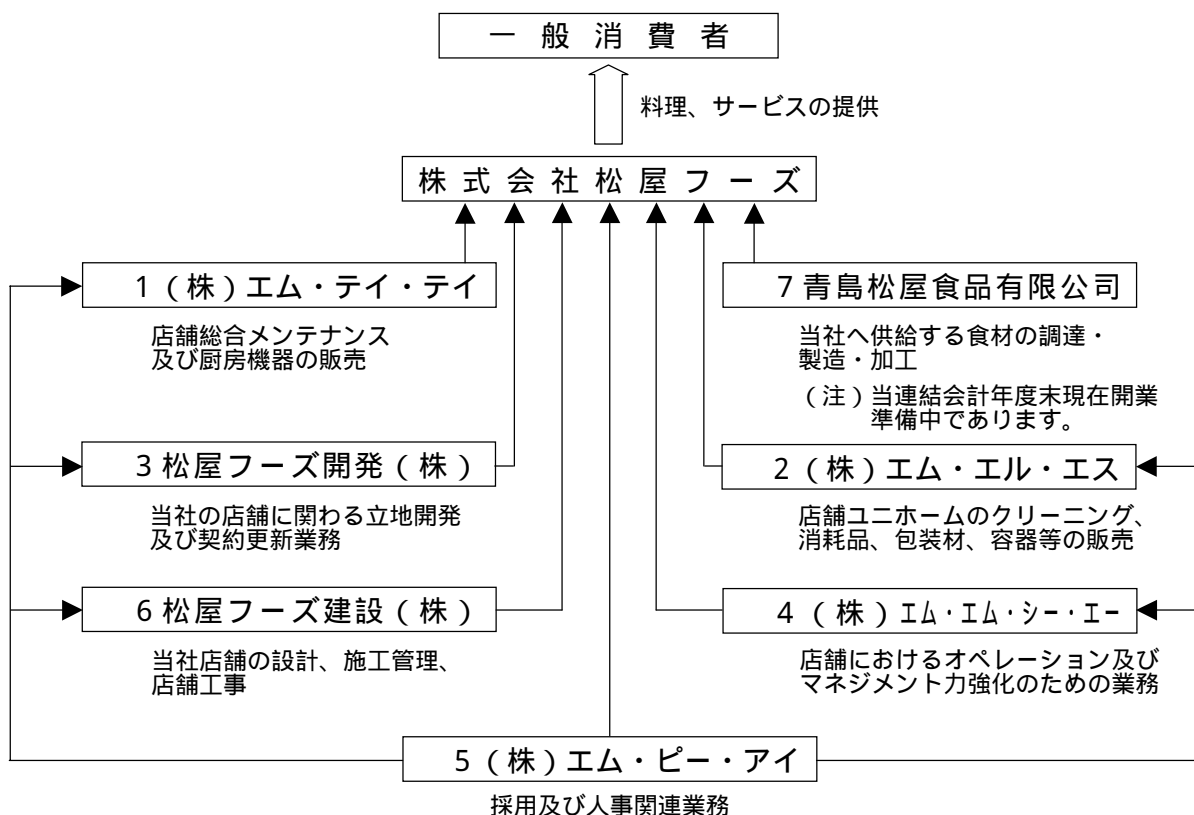 一般消費者
料理、サービスの提供
株式会社松屋フーズ
1（株）エム・テイ・テイ
店舗総合メンテナンス
及び厨房機器の販売
7青島松屋食品有限公司
当社へ供給する食材の調達・
製造・加工
（注）当連結会計年度末現在開業
準備中であります。
3松屋フーズ開発（株）
当社の店舗に関わる立地開発
及び契約更新業務
2（株）エム・エル・エス
店舗ユニホームのクリーニング、
消耗品、包装材、容器等の販売
6松屋フーズ建設（株）
当社店舗の設計、施工管理、
店舗工事
4（株）エム・エム・シー・エー
店舗におけるオペレーション及び
マネジメント力強化のための業務
5（株）エム・ピー・アイ
採用及び人事関連業務